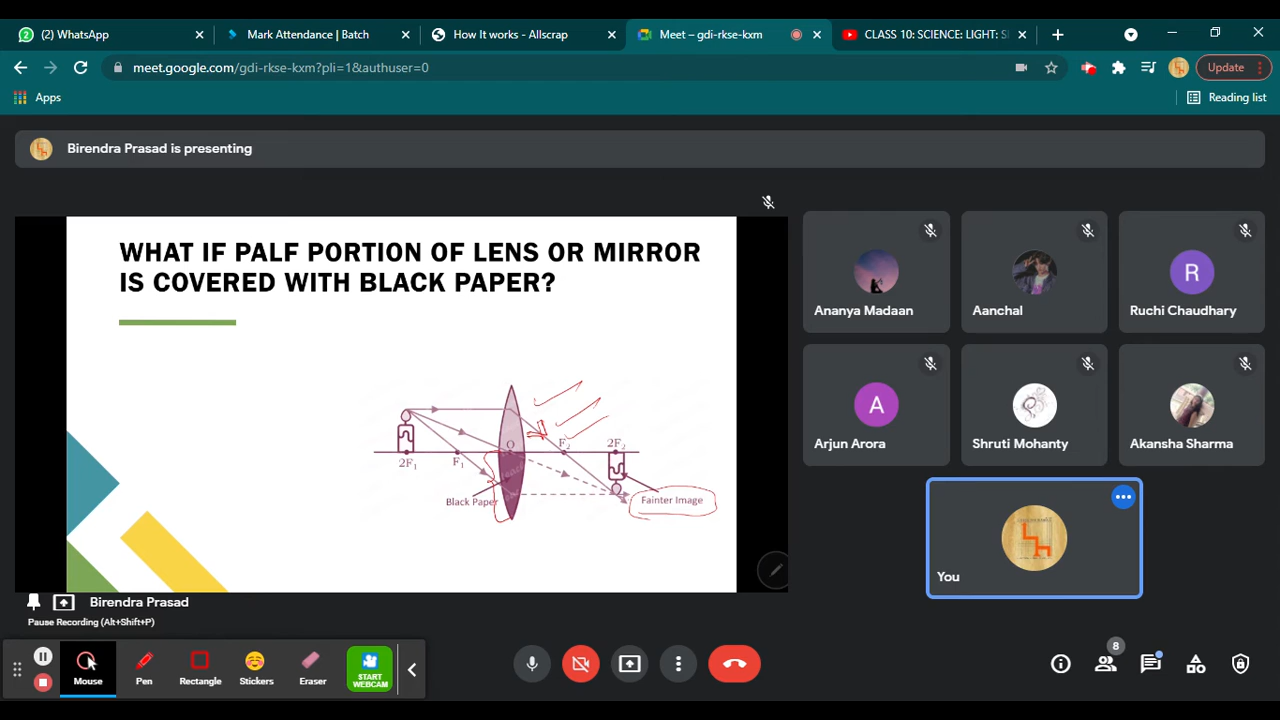 (2) WhatsApp
Mark Attendance | Batch
How It works - Allscrap
Meet – gdi-rkse-kxm
CLASS 10: SCIENCE: LIGHT: S
meet.google.com/gdi-rkse-kxm?pli=1&authuser=0
Update
Apps
Reading list
Birendra Prasad is presenting
WHAT IF PALF PORTION OF LENS OR MIRROR
IS COVERED WITH BLACK PAPER?
O
F₂
2F₂
2F₁
F₁
Black Paper
Fainter Image
Ananya Madaan
Aanchal
R
Ruchi Chaudhary
A
Arjun Arora
Shruti Mohanty
Akansha Sharma
You
Birendra Prasad
Pause Recording (Alt+Shift+P)
Mouse
Pen
Rectangle
Stickers
Eraser
START
WEBCAM
8